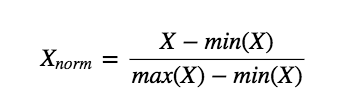 X_norm = (X − min(X)) / (max(X) − min(X))